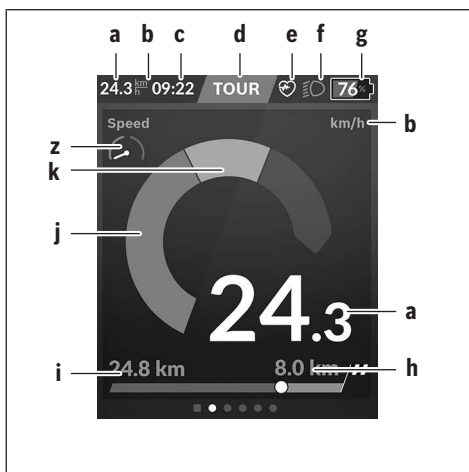 a b c d e f g
24.3 km/h 09:22 TOUR 76%
Speed km/h b
z
k
j
24.3 a
i 24.8 km 8.0 km h